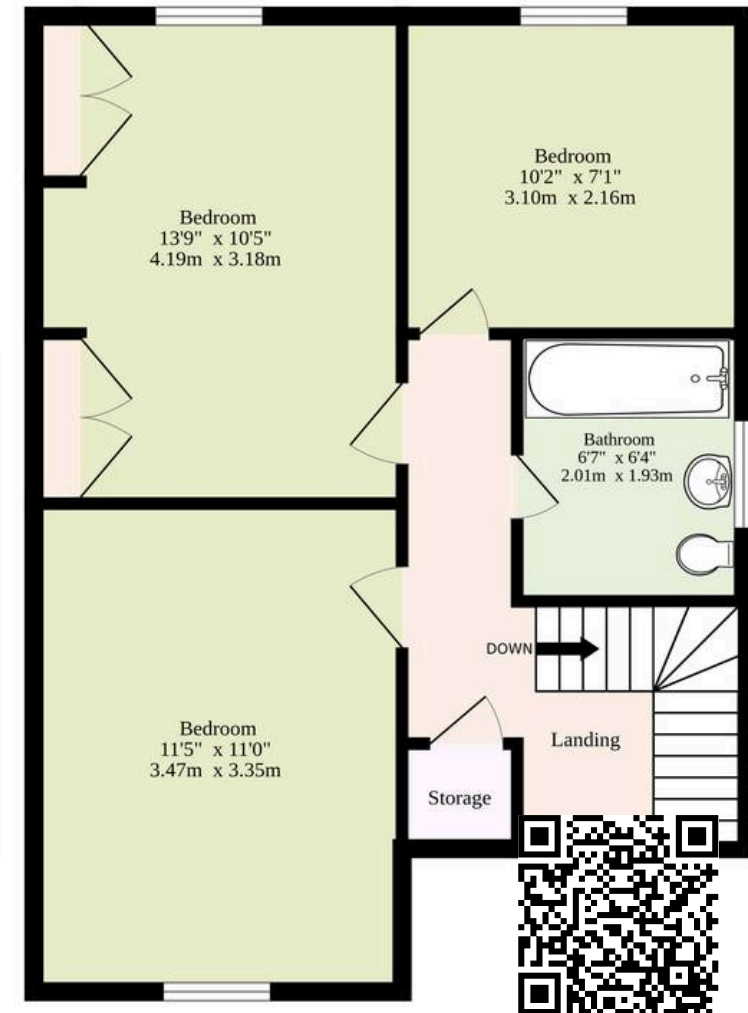 Bedroom
13'9" x 10'5"
4.19m x 3.18m
Bedroom
10'2" x 7'1"
3.10m x 2.16m
Bathroom
6'7" x 6'4"
2.01m x 1.93m
DOWN
Bedroom
11'5" x 11'0"
3.47m x 3.35m
Landing
Storage